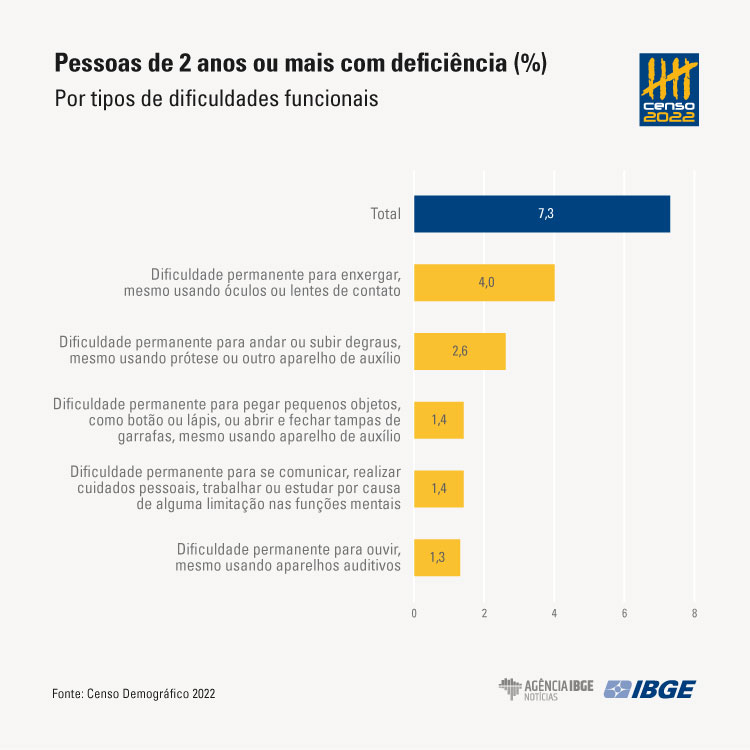 Pessoas de 2 anos ou mais com deficiência (%)
Por tipos de dificuldades funcionais
censo
2022
Total
7,3
Dificuldade permanente para enxergar,
mesmo usando óculos ou lentes de contato
4,0
Dificuldade permanente para andar ou subir degraus,
mesmo usando prótese ou outro aparelho de auxílio
2,6
Dificuldade permanente para pegar pequenos objetos,
como botão ou lápis, ou abrir e fechar tampas de
garrafas, mesmo usando aparelho de auxílio
1,4
Dificuldade permanente para se comunicar, realizar
cuidados pessoais, trabalhar ou estudar por causa
de alguma limitação nas funções mentais
1,4
Dificuldade permanente para ouvir,
mesmo usando aparelhos auditivos
1,3
0 2 4 6 8
Fonte: Censo Demográfico 2022
AGÊNCIA IBGE
NOTÍCIAS
IBGE